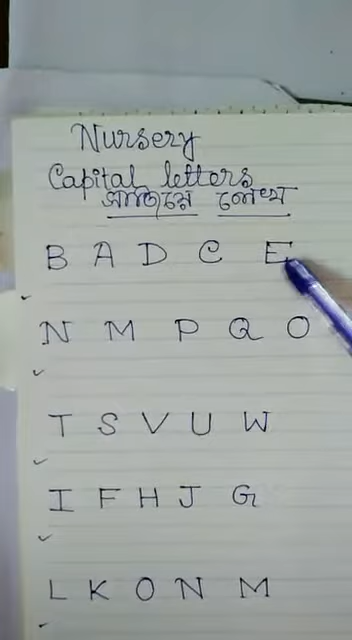 Nursery
Capital letters
সাজিয়ে লেখ
B A D C E
N M P Q O
T S V U W
I F H J G
L K O N M